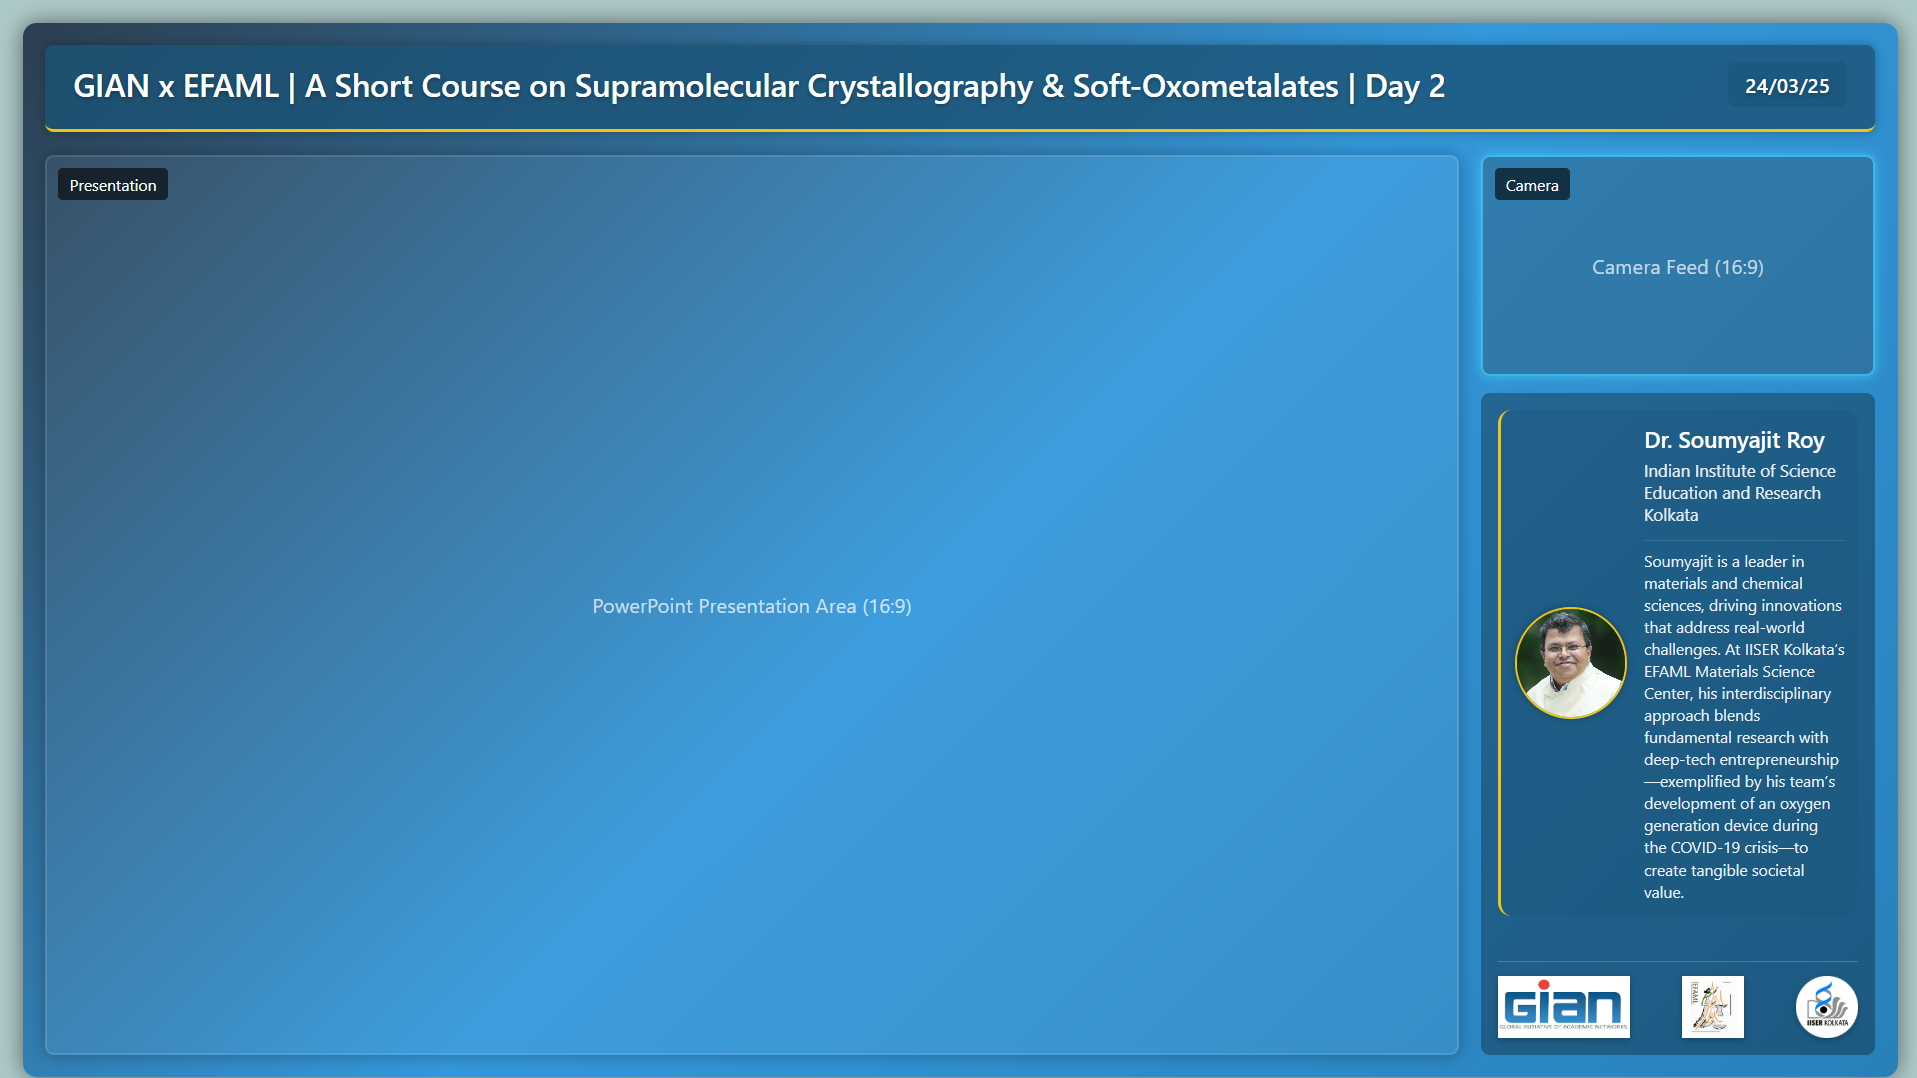 GIAN x EFAML | A Short Course on Supramolecular Crystallography & Soft-Oxometalates | Day 2
24/03/25
Presentation
PowerPoint Presentation Area (16:9)
Camera
Camera Feed (16:9)
Dr. Soumyajit Roy
Indian Institute of Science
Education and Research
Kolkata
Soumyajit is a leader in
materials and chemical
sciences, driving innovations
that address real-world
challenges. At IISER Kolkata’s
EFAML Materials Science
Center, his interdisciplinary
approach blends
fundamental research with
deep-tech entrepreneurship
—exemplified by his team’s
development of an oxygen
generation device during
the COVID-19 crisis—to
create tangible societal
value.
Gian
GLOBAL INITIATIVE OF ACADEMIC NETWORKS
EFAML
IISER KOLKATA